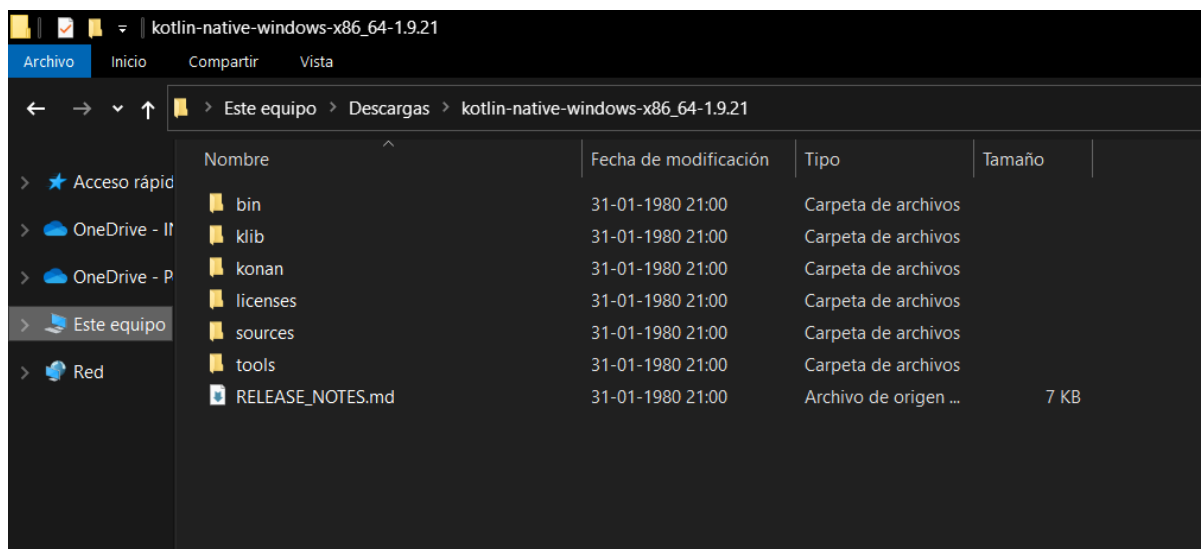 kotlin-native-windows-x86_64-1.9.21
Archivo Inicio Compartir Vista
Este equipo > Descargas > kotlin-native-windows-x86_64-1.9.21
Nombre Fecha de modificación Tipo Tamaño
Acceso rápid
OneDrive - IN
OneDrive - P
Este equipo
Red
bin 31-01-1980 21:00 Carpeta de archivos
klib 31-01-1980 21:00 Carpeta de archivos
konan 31-01-1980 21:00 Carpeta de archivos
licenses 31-01-1980 21:00 Carpeta de archivos
sources 31-01-1980 21:00 Carpeta de archivos
tools 31-01-1980 21:00 Carpeta de archivos
RELEASE_NOTES.md 31-01-1980 21:00 Archivo de origen ... 7 KB